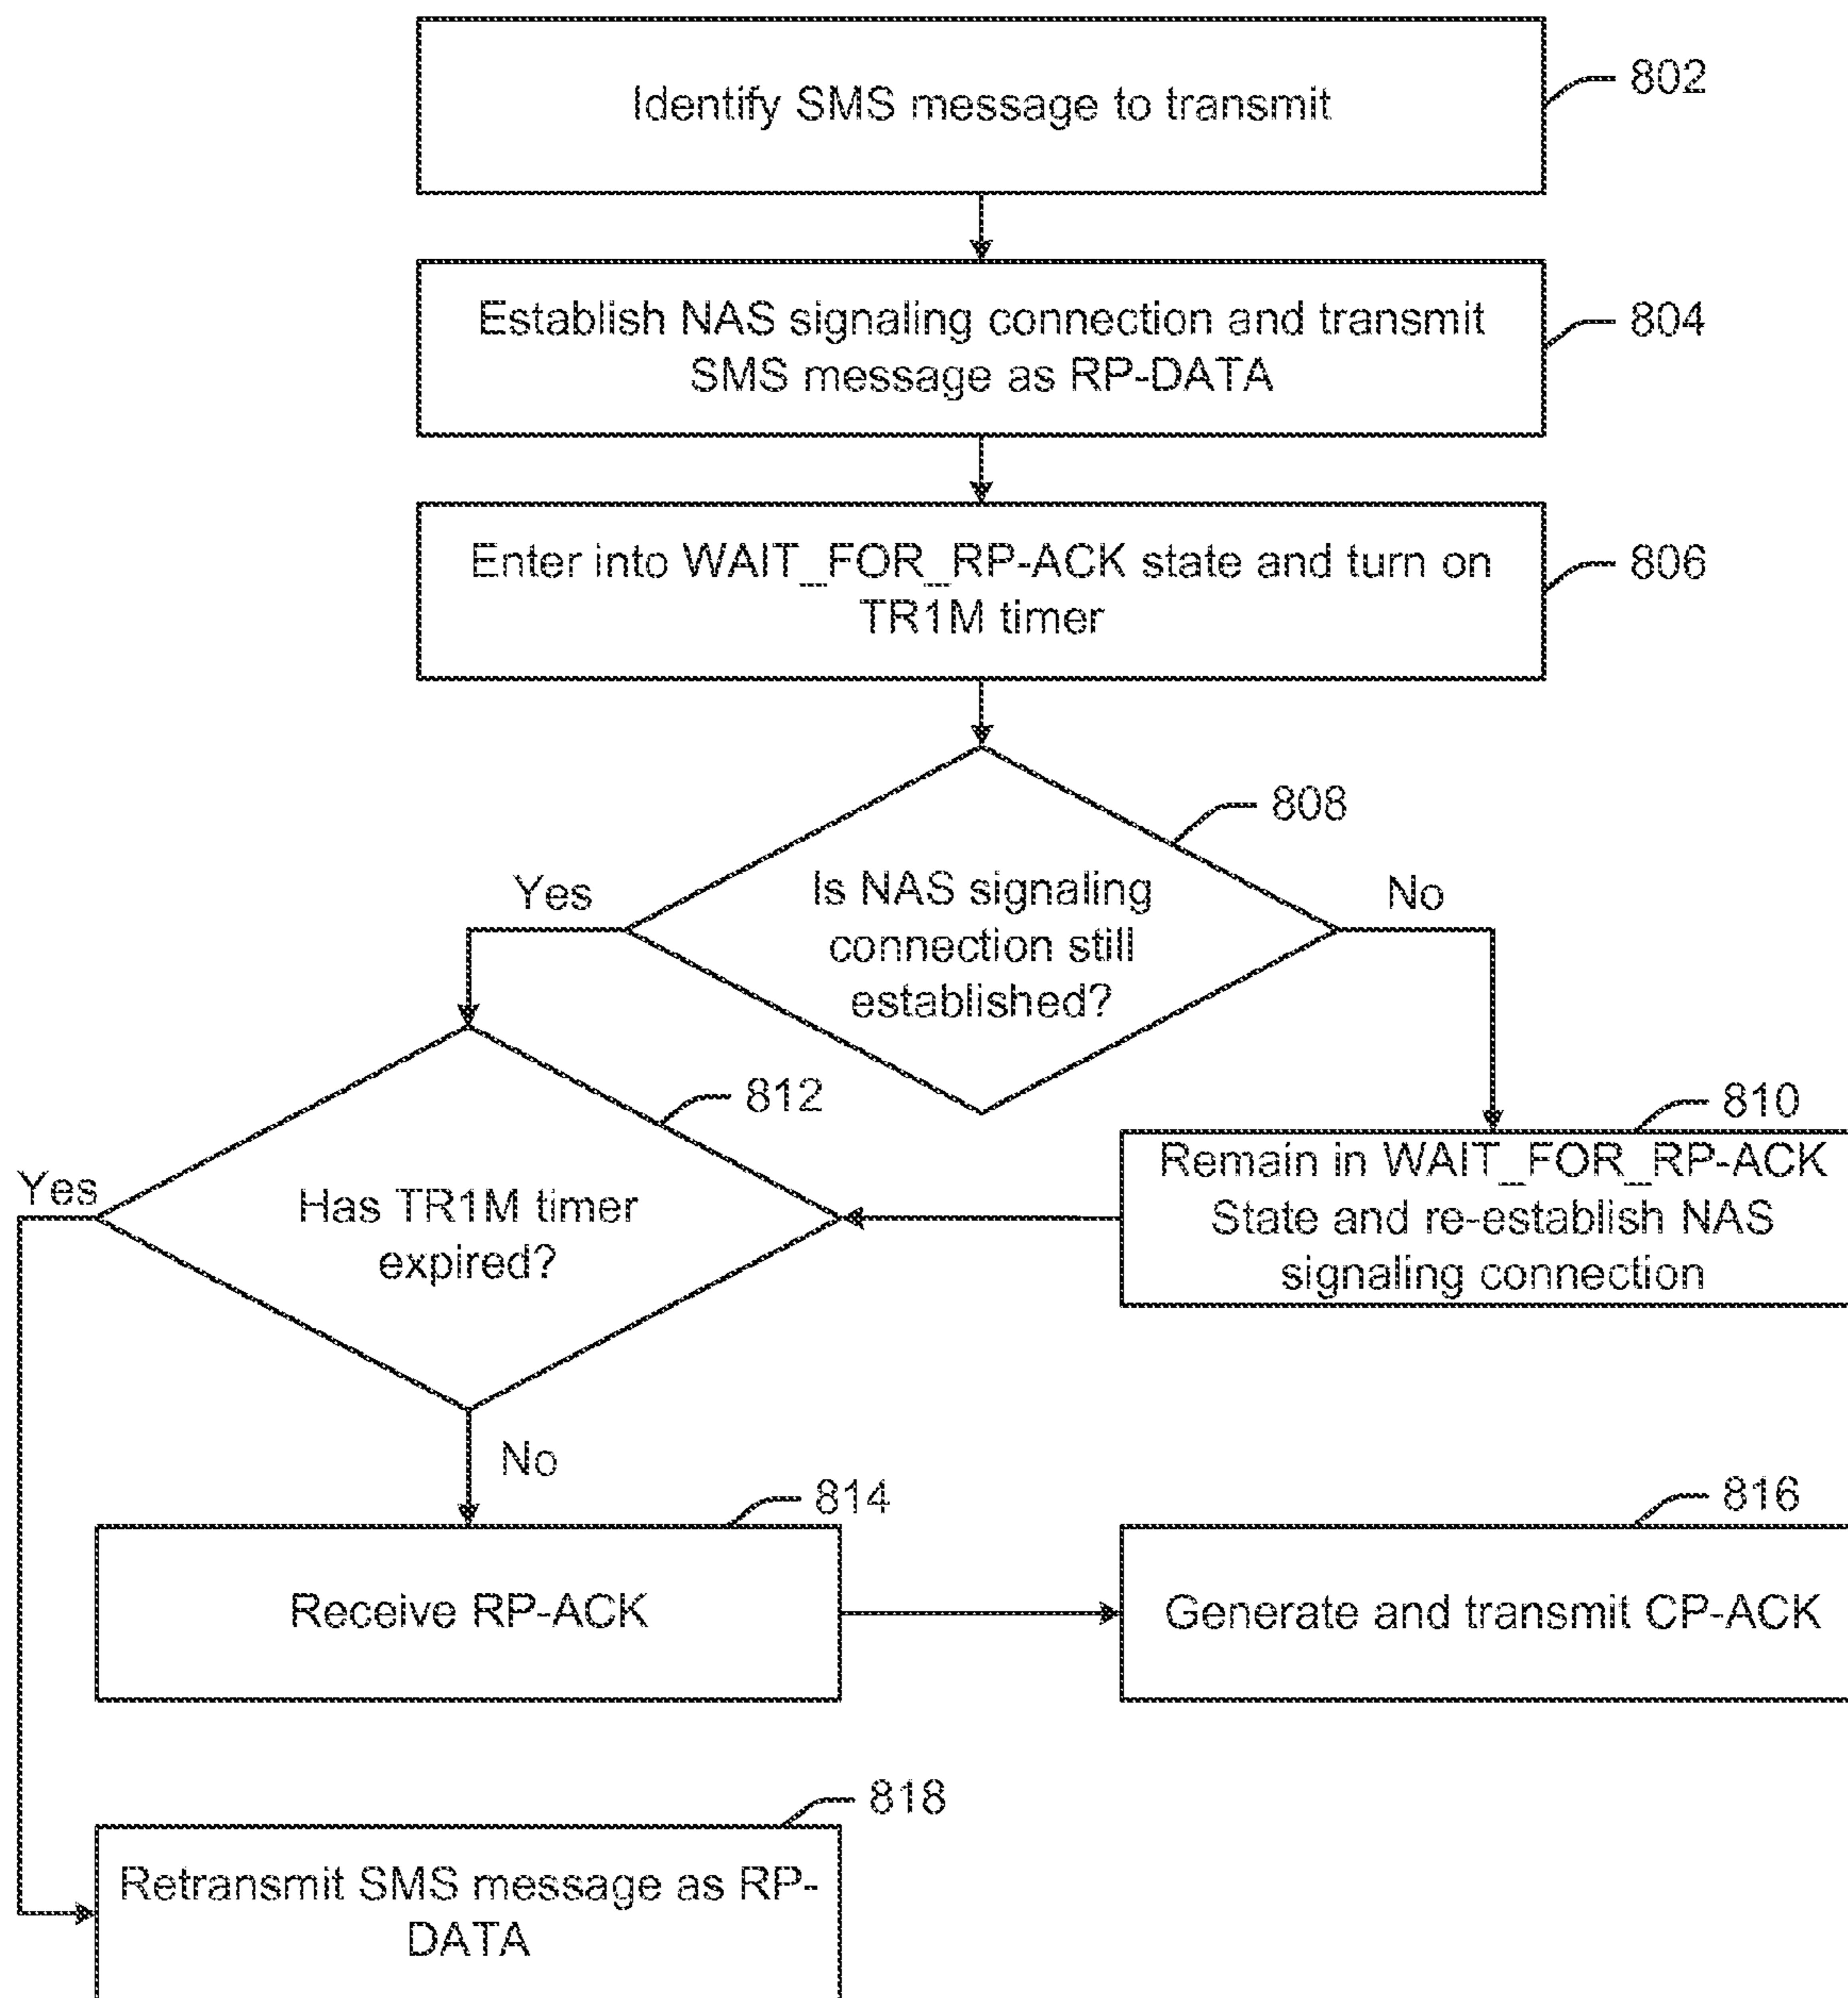 Identify SMS message to transmit
802
Establish NAS signaling connection and transmit
SMS message as RP-DATA
804
Enter into WAIT_FOR_RP-ACK state and turn on
TR1M timer
806
808
Is NAS signaling
connection still
established?
Yes
No
810
Remain in WAIT_FOR_RP-ACK
State and re-establish NAS
signaling connection
812
Has TR1M timer
expired?
Yes
No
814
Receive RP-ACK
816
Generate and transmit CP-ACK
818
Retransmit SMS message as RP-
DATA